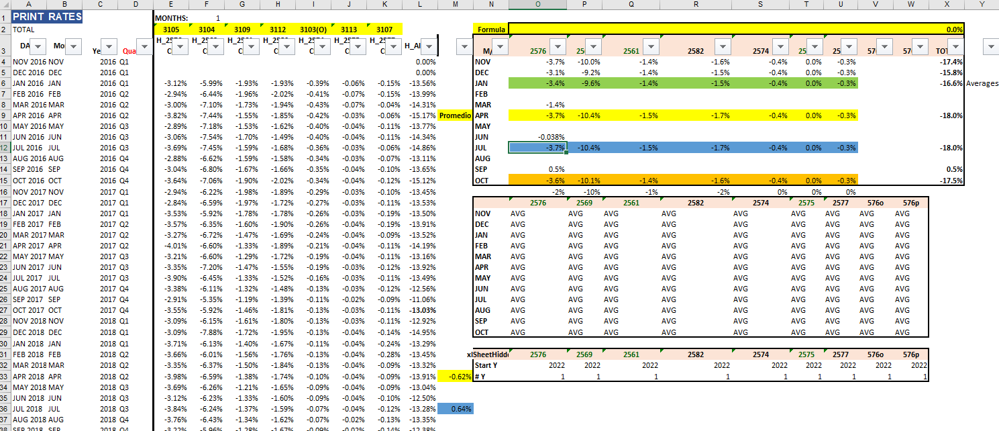 A B C D E F G H I J K L M N O P Q R S T U V W X Y
1 PRINT RATES MONTHS: 1
2 TOTAL 3105 3104 3109 3112 3103(O) 3113 3107 Formula 0.0%
3 2576 2561 2582 2574
4 NOV 2016 NOV 2016 Q1 0.00% NOV -3.7% -10.0% -1.4% -1.6% -0.4% 0.0% -0.3% -17.4%
5 DEC 2016 DEC 2016 Q1 0.00% DEC -3.1% -9.2% -1.4% -1.5% -0.4% 0.0% -0.3% -15.8%
6 JAN 2016 JAN 2016 Q1 -3.12% -5.99% -1.93% -1.93% -0.39% -0.06% -0.15% -13.56% JAN -3.4% -9.6% -1.4% -1.5% -0.4% 0.0% -0.3% -16.6% Averages
7 FEB 2016 FEB 2016 Q2 -2.94% -6.44% -1.96% -2.02% -0.41% -0.07% -0.15% -13.99% FEB
8 MAR 2016 MAR 2016 Q2 -3.00% -7.10% -1.73% -1.94% -0.43% -0.07% -0.04% -14.31% MAR -1.4%
9 APR 2016 APR 2016 Q2 -3.82% -7.44% -1.55% -1.85% -0.42% -0.03% -0.06% -15.17% Promedio APR -3.7% -10.4% -1.5% -1.7% -0.4% 0.0% -0.3% -18.0%
10 MAY 2016 MAY 2016 Q3 -2.89% -7.18% -1.53% -1.62% -0.40% -0.04% -0.11% -13.77% MAY
11 JUN 2016 JUN 2016 Q3 -3.06% -7.54% -1.70% -1.49% -0.40% -0.04% -0.11% -14.34% JUN -0.038%
12 JUL 2016 JUL 2016 Q3 -3.69% -7.45% -1.59% -1.68% -0.36% -0.03% -0.06% -14.86% JUL -3.7% -10.4% -1.5% -1.7% -0.4% 0.0% -0.3% -18.0%
13 AUG 2016 AUG 2016 Q4 -2.88% -6.62% -1.59% -1.58% -0.34% -0.03% -0.07% -13.11% AUG
14 SEP 2016 SEP 2016 Q4 -3.04% -6.80% -1.67% -1.66% -0.35% -0.04% -0.10% -13.65% SEP 0.5% 0.5%
15 OCT 2016 OCT 2016 Q4 -3.64% -7.06% -1.90% -2.02% -0.34% -0.04% -0.12% -15.12% OCT -3.6% -10.1% -1.4% -1.6% -0.4% 0.0% -0.3% -17.5%
16 NOV 2017 NOV 2017 Q1 -2.94% -6.22% -1.98% -1.89% -0.29% -0.03% -0.10% -13.45% -2% -10% -1% -2% 0% 0% 0%
17 DEC 2017 DEC 2017 Q1 -2.84% -6.59% -1.97% -1.72% -0.27% -0.03% -0.11% -13.53% 2576 2569 2561 2582 2574 2575 2577 576o 576p
18 JAN 2017 JAN 2017 Q1 -3.53% -5.92% -1.78% -1.78% -0.26% -0.03% -0.19% -13.50% NOV AVG AVG AVG AVG AVG AVG AVG AVG AVG
19 FEB 2017 FEB 2017 Q2 -3.57% -6.35% -1.60% -1.90% -0.26% -0.04% -0.19% -13.91% DEC AVG AVG AVG AVG AVG AVG AVG AVG AVG
20 MAR 2017 MAR 2017 Q2 -3.27% -6.72% -1.47% -1.69% -0.24% -0.04% -0.09% -13.52% JAN AVG AVG AVG AVG AVG AVG AVG AVG AVG
21 APR 2017 APR 2017 Q2 -4.01% -6.60% -1.33% -1.89% -0.21% -0.04% -0.11% -14.19% FEB AVG AVG AVG AVG AVG AVG AVG AVG AVG
22 MAY 2017 MAY 2017 Q3 -3.21% -6.60% -1.29% -1.72% -0.19% -0.04% -0.11% -13.16% MAR AVG AVG AVG AVG AVG AVG AVG AVG AVG
23 JUN 2017 JUN 2017 Q3 -3.35% -7.20% -1.47% -1.55% -0.19% -0.03% -0.12% -13.92% APR AVG AVG AVG AVG AVG AVG AVG AVG AVG
24 JUL 2017 JUL 2017 Q3 -3.90% -6.45% -1.33% -1.52% -0.16% -0.03% -0.11% -13.49% MAY AVG AVG AVG AVG AVG AVG AVG AVG AVG
25 AUG 2017 AUG 2017 Q4 -3.38% -6.11% -1.32% -1.48% -0.13% -0.03% -0.12% -12.56% JUN AVG AVG AVG AVG AVG AVG AVG AVG AVG
26 SEP 2017 SEP 2017 Q4 -2.91% -5.35% -1.19% -1.39% -0.11% -0.02% -0.09% -11.06% JUL AVG AVG AVG AVG AVG AVG AVG AVG AVG
27 OCT 2017 OCT 2017 Q4 -3.55% -5.92% -1.46% -1.81% -0.13% -0.03% -0.11% -13.03% AUG AVG AVG AVG AVG AVG AVG AVG AVG AVG
28 NOV 2018 NOV 2018 Q1 -3.09% -6.15% -1.61% -1.80% -0.13% -0.03% -0.11% -12.92% SEP AVG AVG AVG AVG AVG AVG AVG AVG AVG
29 DEC 2018 DEC 2018 Q1 -3.09% -7.88% -1.72% -1.95% -0.13% -0.04% -0.14% -14.95% OCT AVG AVG AVG AVG AVG AVG AVG AVG AVG
30 JAN 2018 JAN 2018 Q1 -3.71% -6.13% -1.40% -1.67% -0.11% -0.04% -0.24% -13.29%
31 FEB 2018 FEB 2018 Q2 -3.66% -6.01% -1.56% -1.76% -0.13% -0.04% -0.28% -13.45% xlSheetHidde 2576 2569 2561 2582 2574 2575 2577 576o 576p
32 MAR 2018 MAR 2018 Q2 -3.35% -6.37% -1.50% -1.84% -0.13% -0.04% -0.09% -13.32% Start Y 2022 2022 2022 2022 2022 2022 2022 2022 2022
33 APR 2018 APR 2018 Q2 -3.98% -6.59% -1.38% -1.74% -0.10% -0.04% -0.09% -13.91% -0.62% # Y 1 1 1 1 1 1 1 1 1
34 MAY 2018 MAY 2018 Q3 -3.69% -6.26% -1.21% -1.65% -0.09% -0.04% -0.09% -13.04%
35 JUN 2018 JUN 2018 Q3 -3.12% -6.23% -1.33% -1.60% -0.09% -0.04% -0.10% -12.50%
36 JUL 2018 JUL 2018 Q3 -3.84% -6.24% -1.37% -1.59% -0.07% -0.04% -0.12% -13.28% 0.64%
37 AUG 2018 AUG 2018 Q4 -3.76% -6.43% -1.34% -1.62% -0.07% -0.02% -0.13% -13.35%
38 SEP 2018 SEP 2018 Q4 -3.22% -5.96% -1.28% -1.67% -0.09% -0.02% -0.14% -12.38%